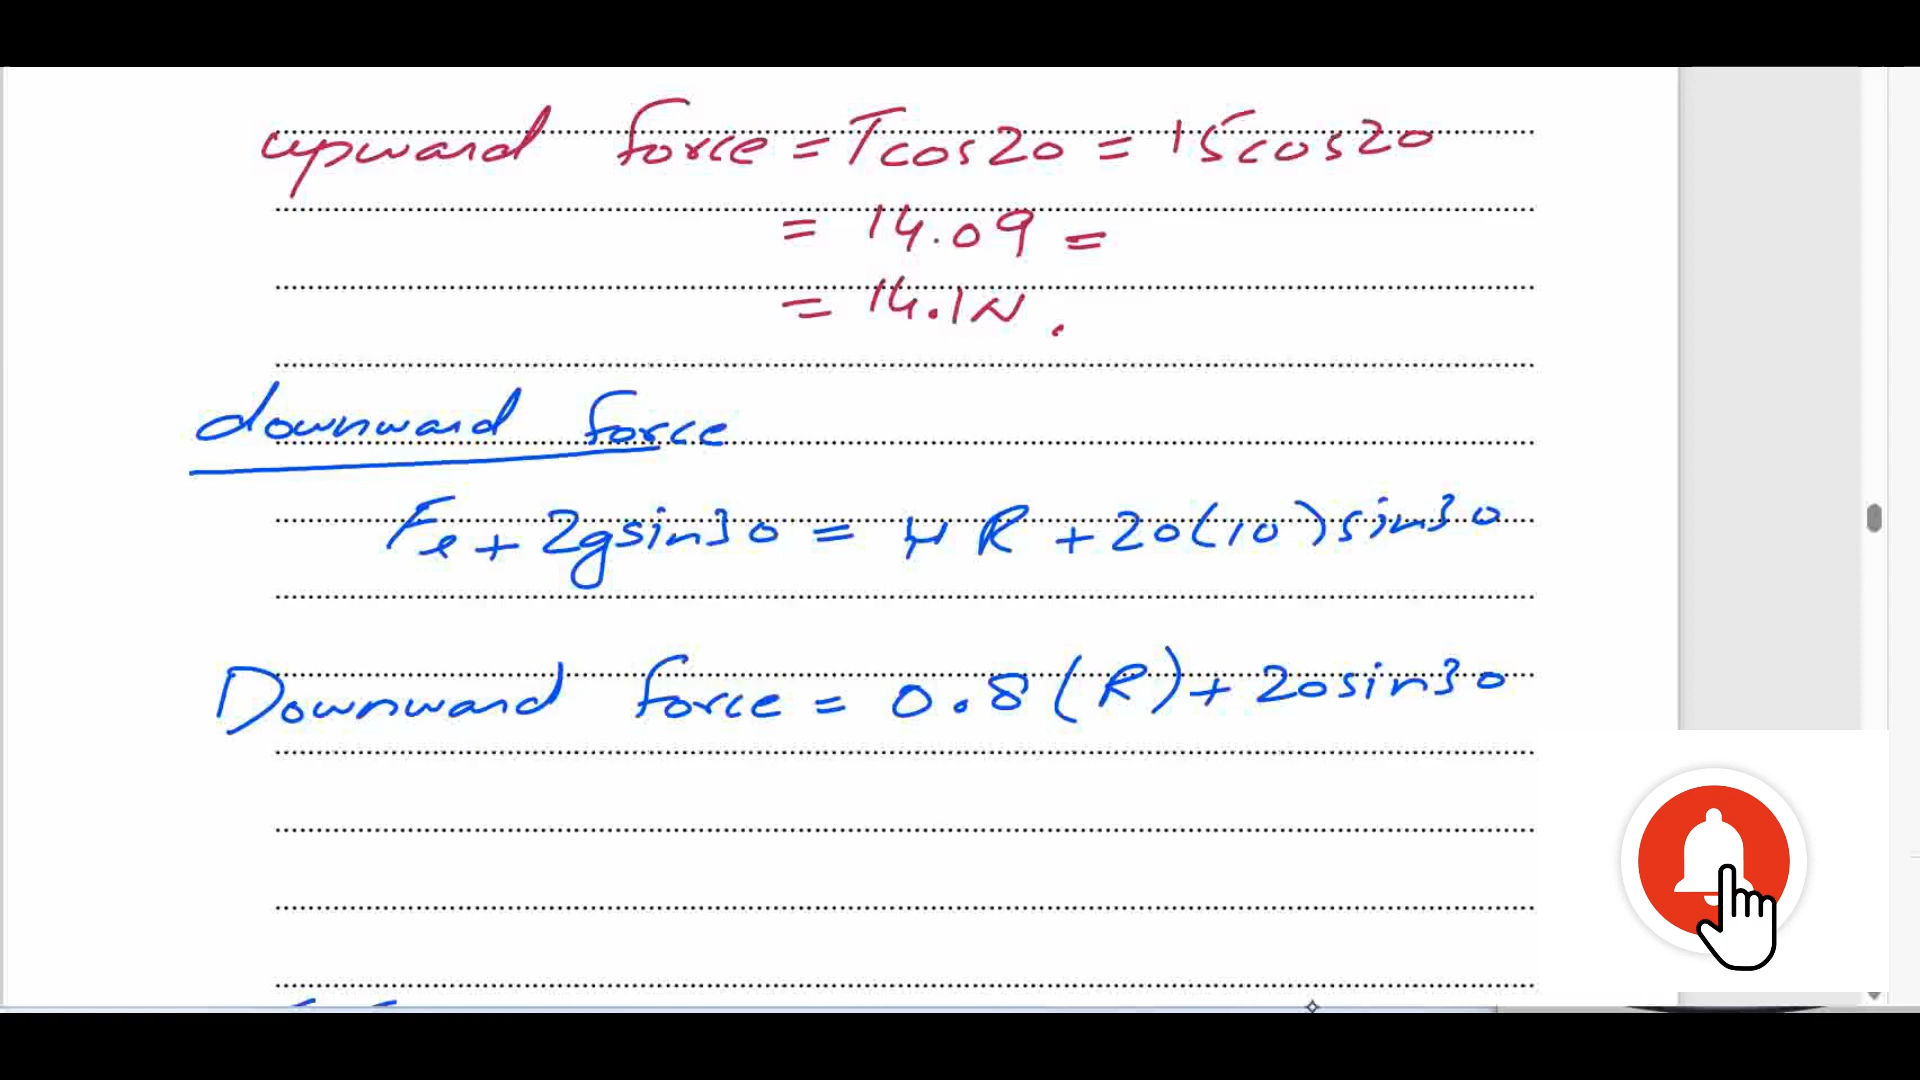 upward force = Tcos20 = 15cos20
= 14.09 =
= 14.1N.
downward force
Fr + 2gsin30 = μR + 20(10)sin30
Downward force = 0.8(R) + 20sin30